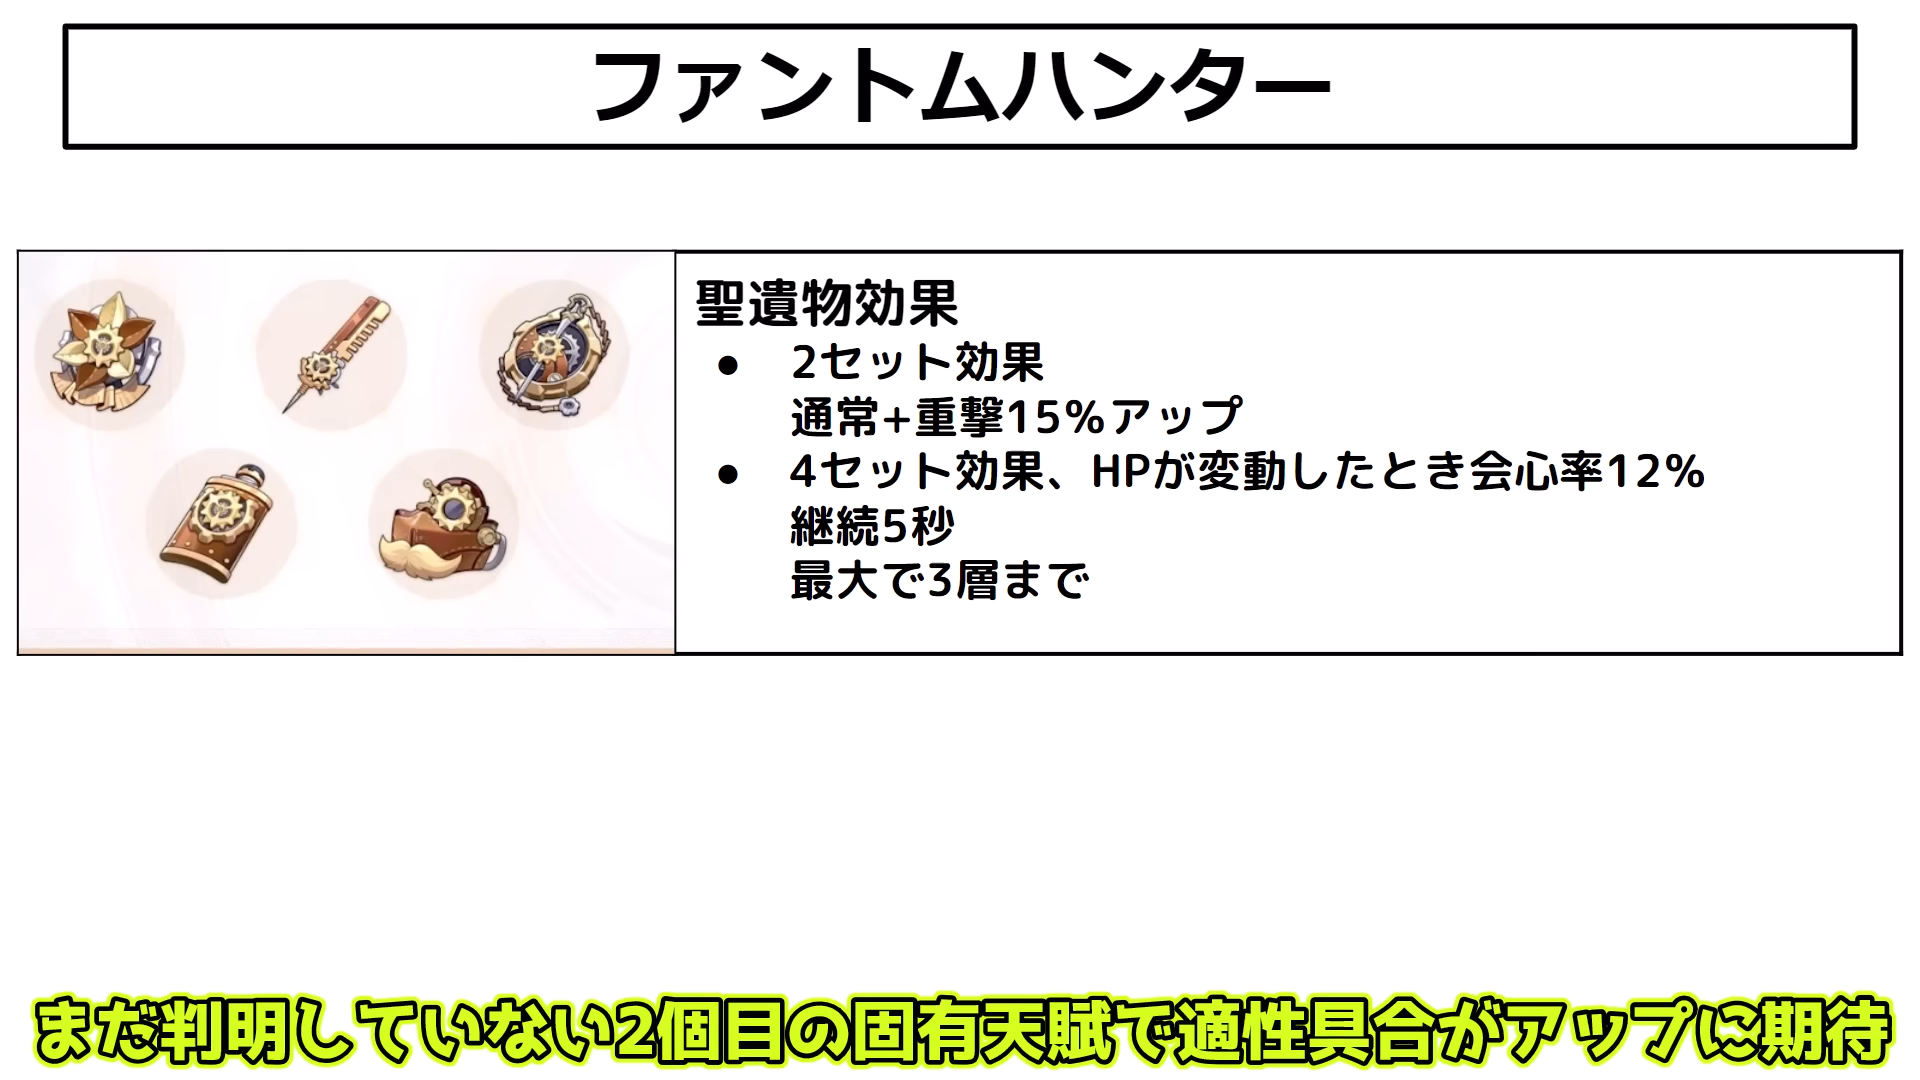 ファントムハンター
聖遺物効果
● 2セット効果
通常+重撃15%アップ
● 4セット効果、HPが変動したとき会心率12%
継続5秒
最大で3層まで
まだ判明していない2個目の固有天賦で適性具合がアップに期待